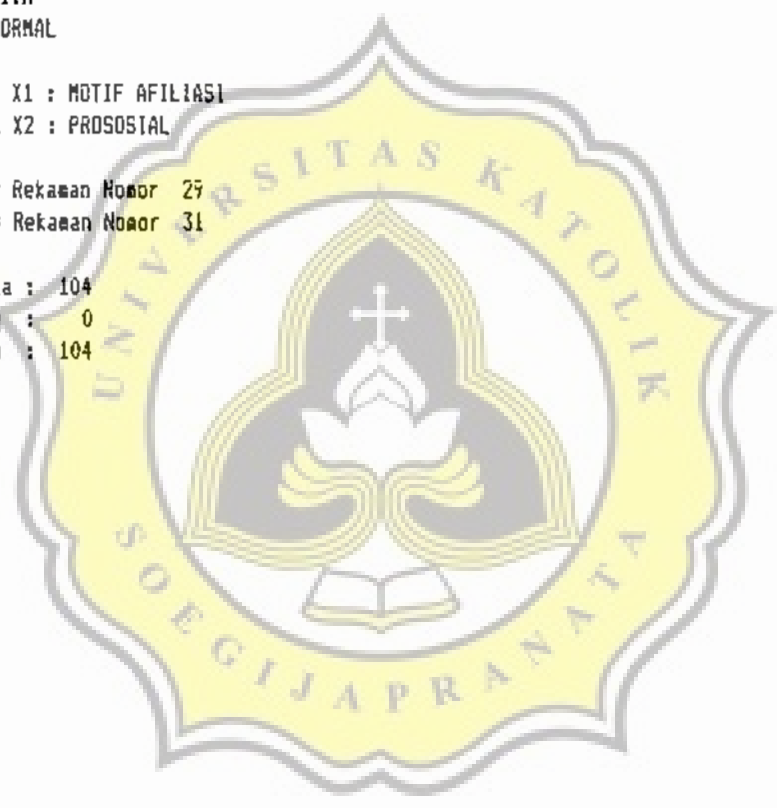 ORMAL
X1 : MOTIF AFILIASI
X2 : PROSOSIAL
Rekaman Nomor 29
Rekaman Nomor 31
a : 104
: 0
: 104
UNIVERSITAS KATOLIK
SOEGIJAPRANATA